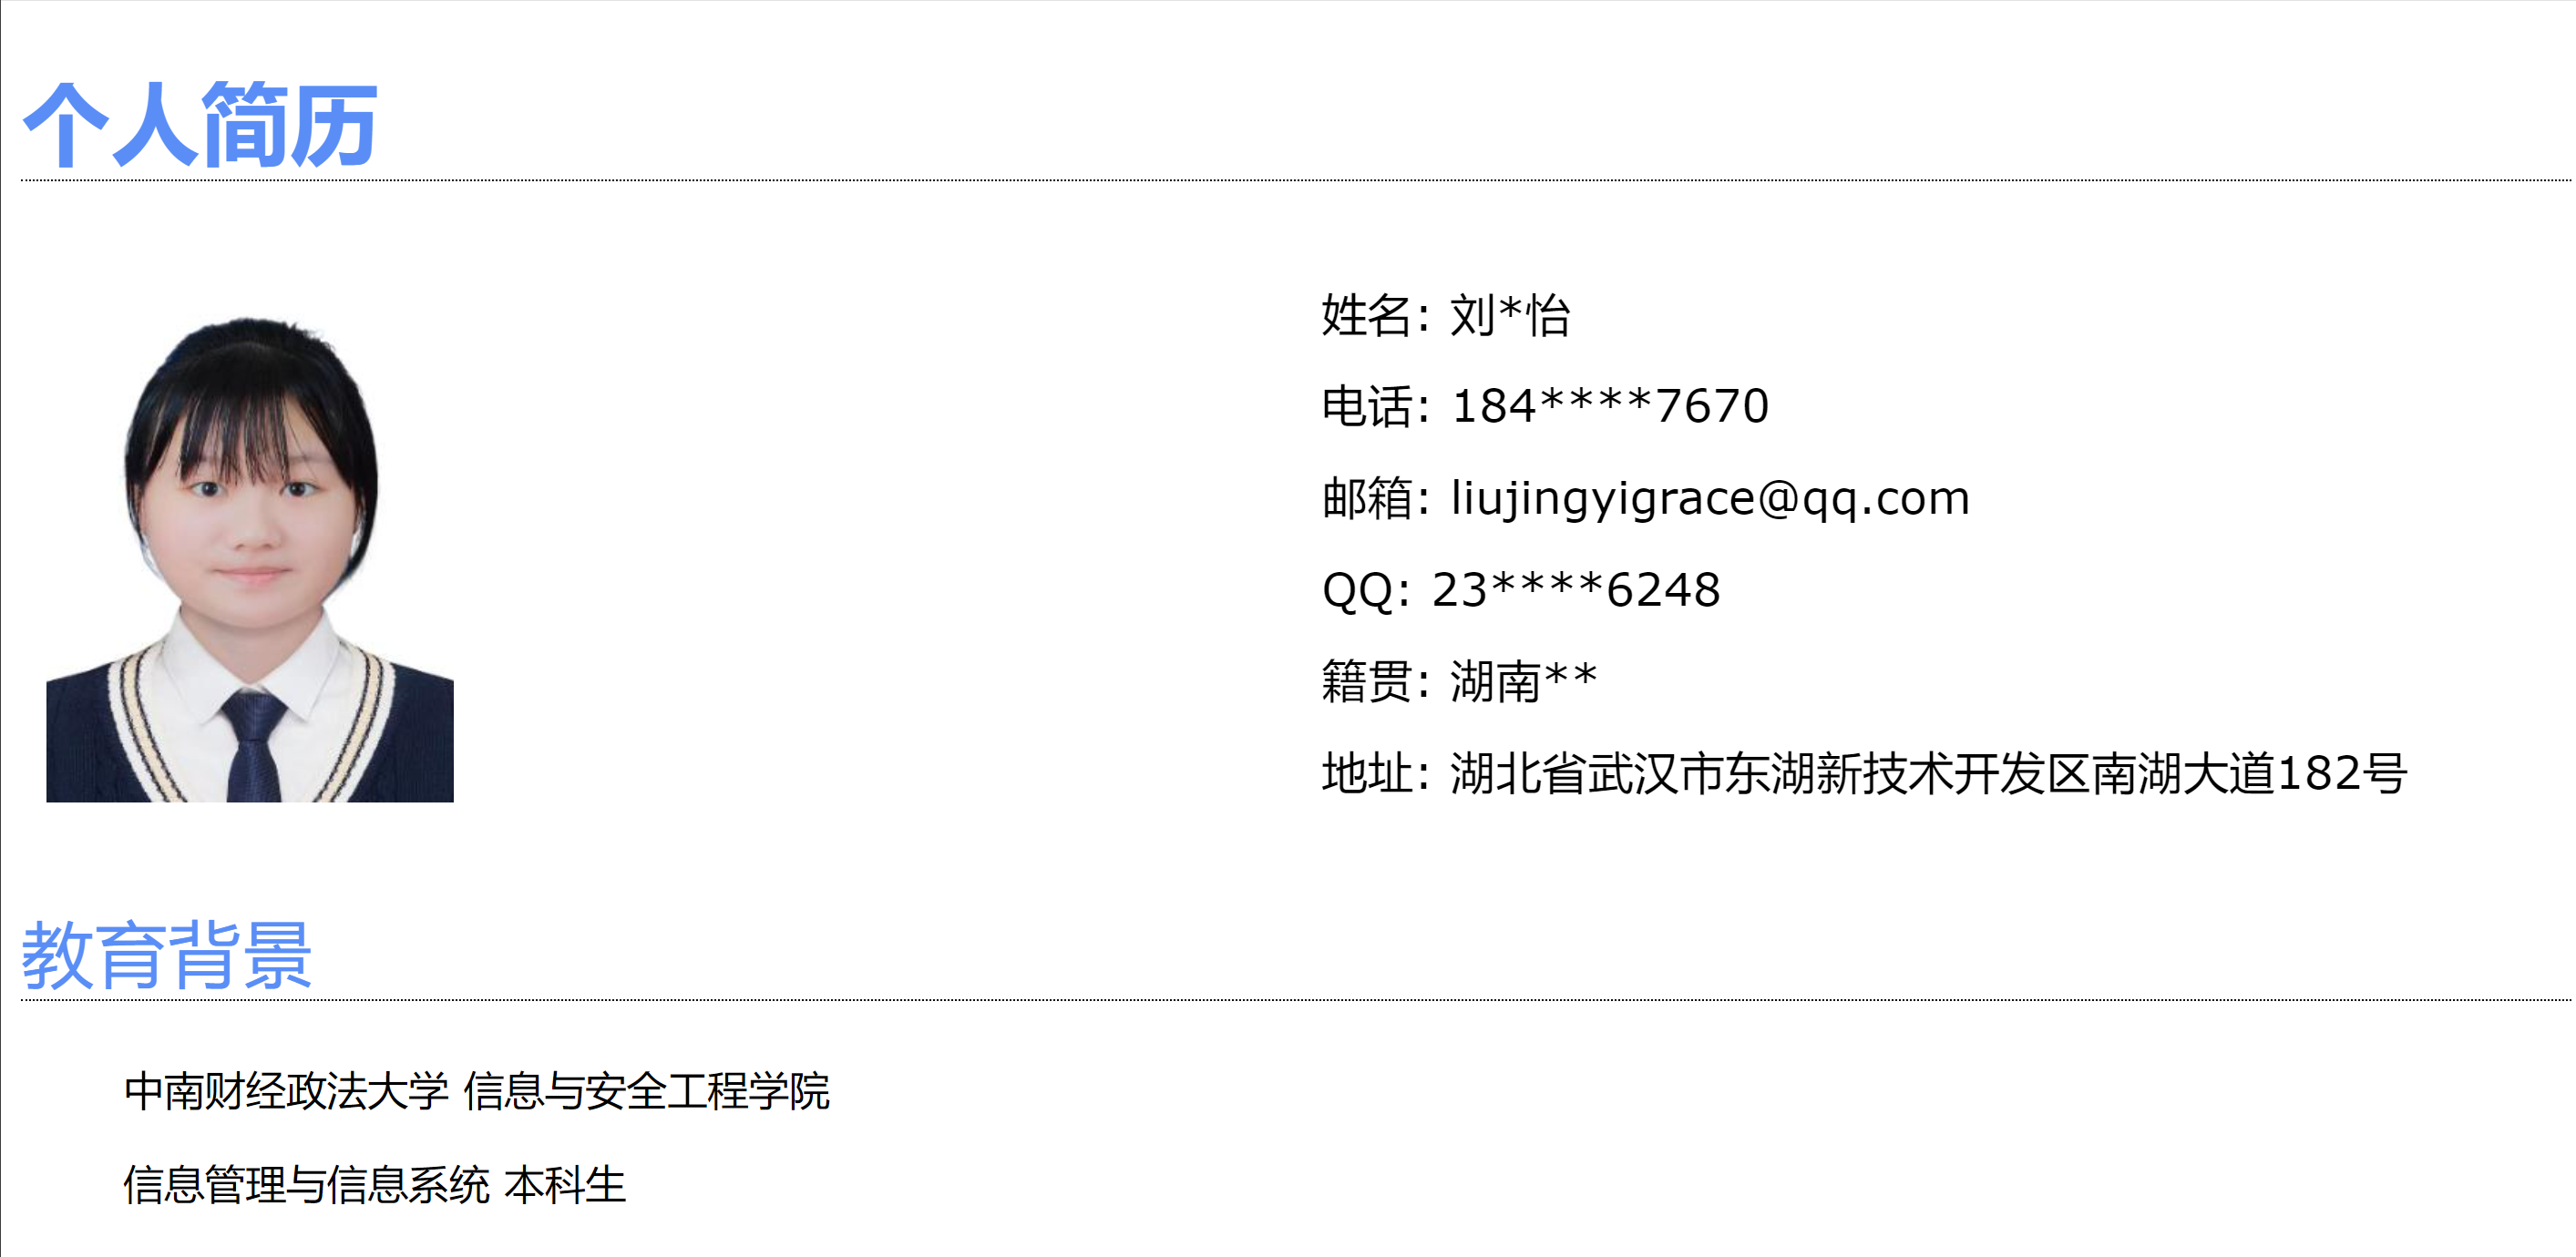 个人简历
姓名: 刘*怡
电话: 184****7670
邮箱: liujingyigrace@qq.com
QQ: 23****6248
籍贯: 湖南**
地址: 湖北省武汉市东湖新技术开发区南湖大道182号
教育背景
中南财经政法大学 信息与安全工程学院
信息管理与信息系统 本科生